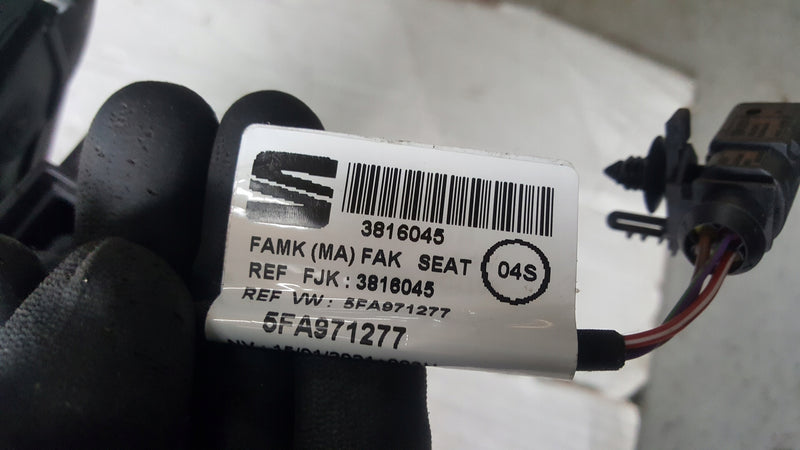 3816045
FAMK (MA) FAK SEAT 04S
REF FJK : 3816045
REF VW : 5FA971277
5FA971277